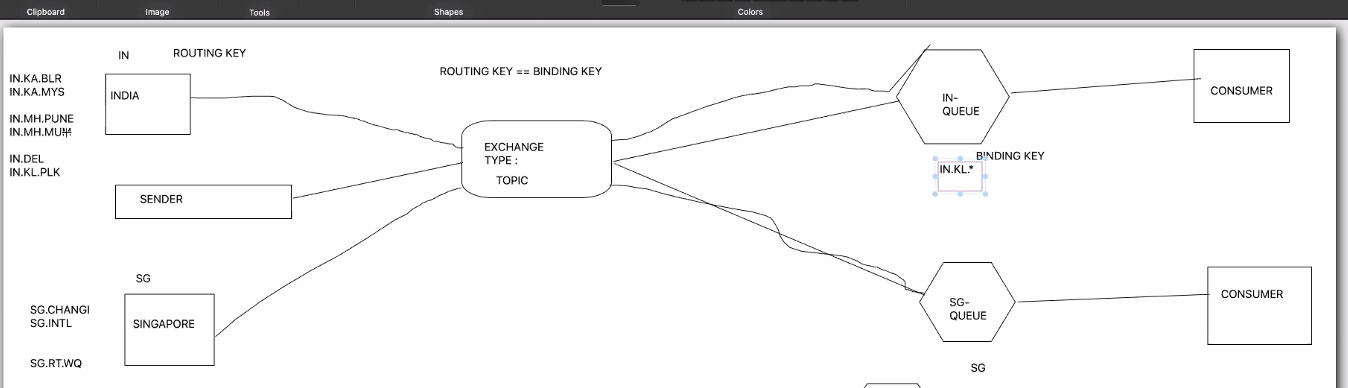 Clipboard
Image
Tools
Shapes
Colors
IN
ROUTING KEY
IN.KA.BLR
IN.KA.MYS
IN.MH.PUNE
IN.DEL
IN.KL.PLK
INDIA
SENDER
SG
SG.CHANGI
SG.INTL
SG.RT.WQ
SINGAPORE
ROUTING KEY == BINDING KEY
EXCHANGE
TYPE :
TOPIC
IN-
QUEUE
BINDING KEY
IN.KL.*
CONSUMER
SG-
QUEUE
SG
CONSUMER